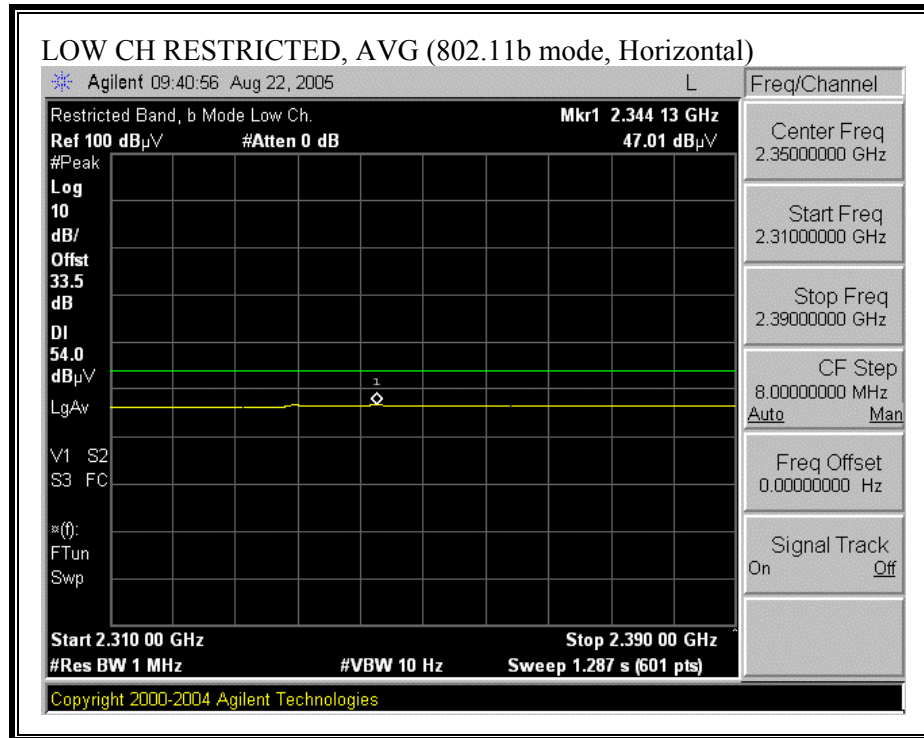 LOW CH RESTRICTED, AVG (802.11b mode, Horizontal)
Agilent 09:40:56 Aug 22, 2005 L
Freq/Channel
Restricted Band, b Mode Low Ch. Mkr1 2.344 13 GHz
Ref 100 dBµV #Atten 0 dB 47.01 dBµV
#Peak
Log
10
dB/
Offst
33.5
dB
DI
54.0
dBµV
LgAv
V1 S2
S3 FC
¤(f):
FTun
Swp
1
Start 2.310 00 GHz Stop 2.390 00 GHz
#Res BW 1 MHz #VBW 10 Hz Sweep 1.287 s (601 pts)
Center Freq
2.35000000 GHz
Start Freq
2.31000000 GHz
Stop Freq
2.39000000 GHz
CF Step
8.00000000 MHz
Auto Man
Freq Offset
0.00000000 Hz
Signal Track
On Off
Copyright 2000-2004 Agilent Technologies